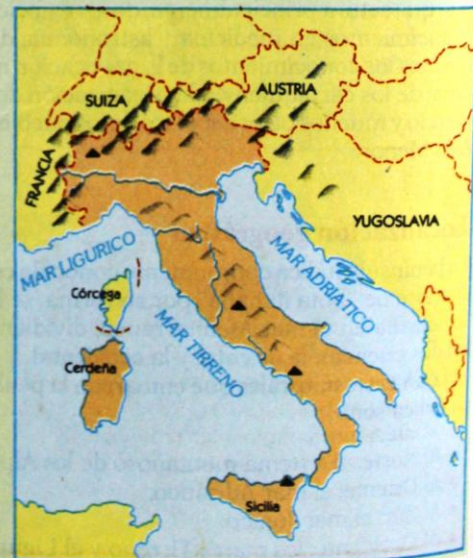 AUSTRIA
SUIZA
FRANCIA
YUGOSLAVIA
MAR LIGURICO
MAR ADRIATICO
Córcega
MAR TIRRENO
Cerdeña
Sicilia